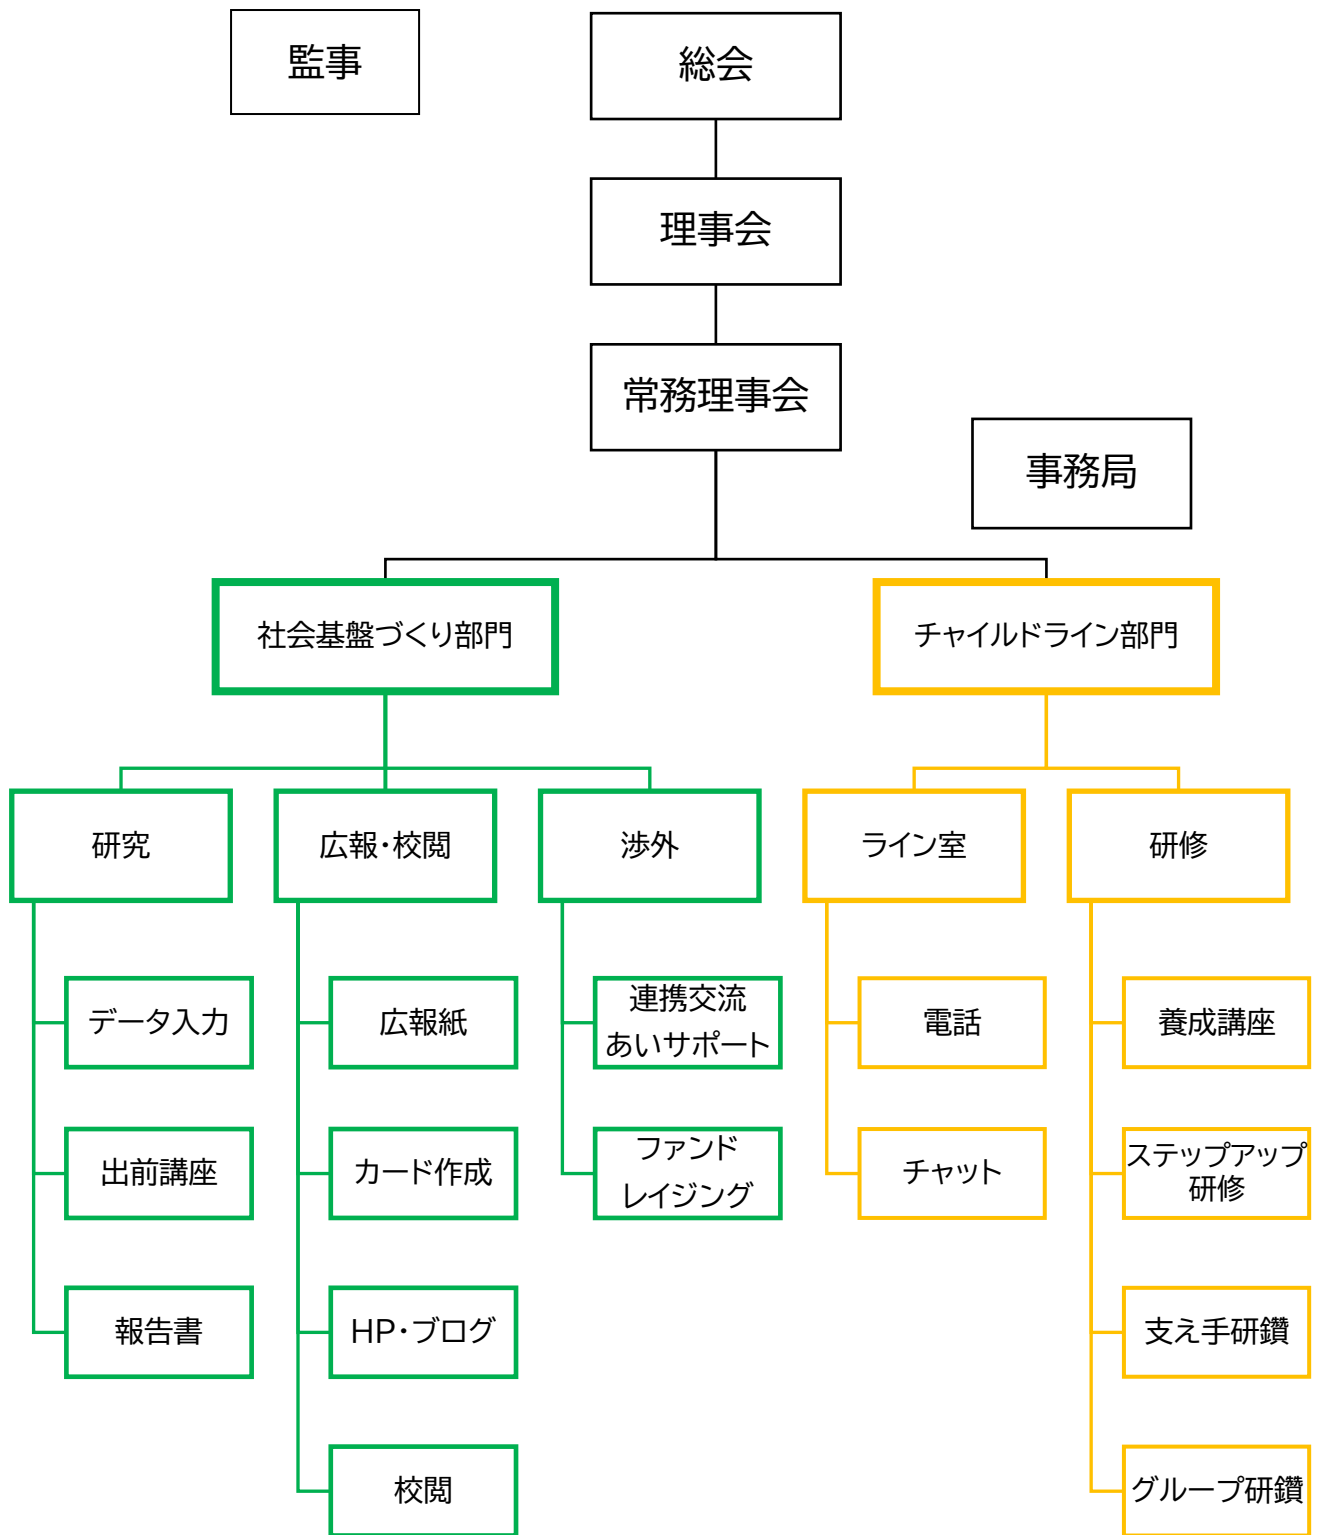 監事
総会
理事会
常務理事会
事務局
社会基盤づくり部門
チャイルドライン部門
研究
広報・校閲
渉外
ライン室
研修
データ入力
広報紙
連携交流
あいサポート
電話
養成講座
出前講座
カード作成
ファンド
レイジング
チャット
ステップアップ
研修
報告書
HP・ブログ
支え手研鑽
校閲
グループ研鑽